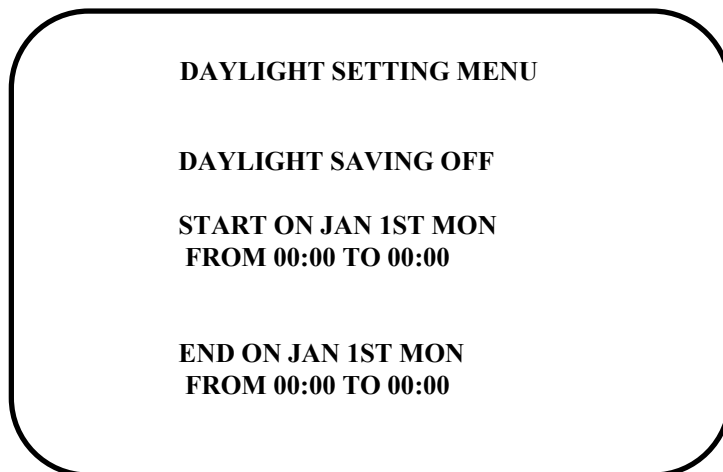 DAYLIGHT SETTING MENU
DAYLIGHT SAVING OFF
START ON JAN 1ST MON
FROM 00:00 TO 00:00
END ON JAN 1ST MON
FROM 00:00 TO 00:00